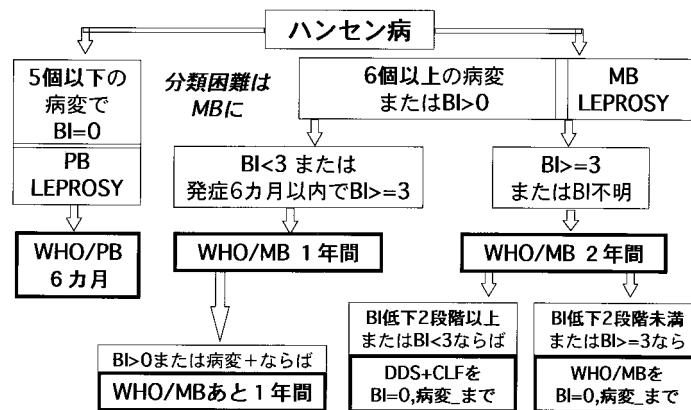 ハンセン病
5個以下の
病変で
BI=0
PB
LEPROSY
WHO/PB
6カ月
分類困難は
MBに
6個以上の病変
またはBI>0
MB
LEPROSY
BI<3 または
発症6カ月以内でBI>=3
WHO/MB 1年間
BI>0または病変+ならば
WHO/MBあと1年間
BI>=3
またはBI不明
WHO/MB 2年間
BI低下2段階以上
またはBI<3ならば
DDS+CLFを
BI=0,病変_まで
BI低下2段階未満
またはBI>=3なら
WHO/MBを
BI=0,病変_まで